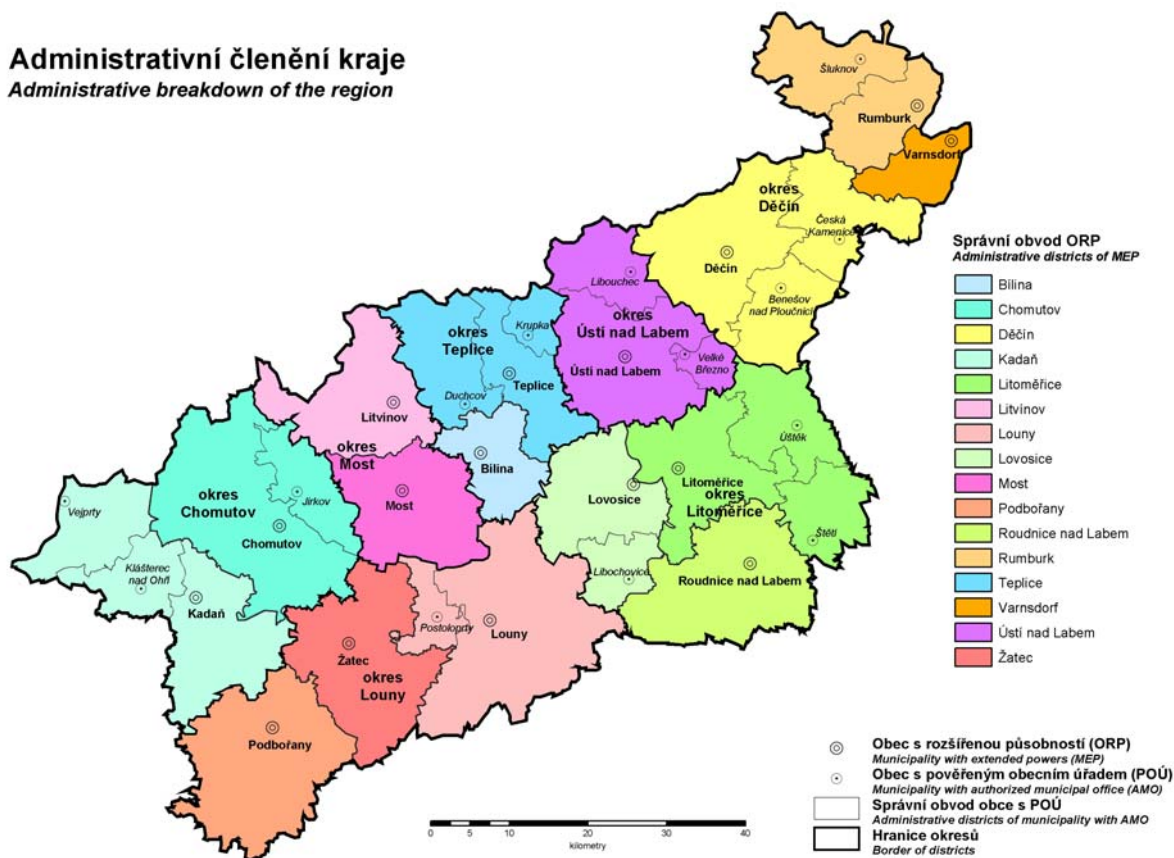 Administrativní členění kraje
Administrative breakdown of the region
Šluknov
Rumburk
Varnsdorf
okres
Děčín
Česká
Kamenice
Děčín
Benešov
nad Ploučnicí
Libouchec
okres
Ústí nad Labem
Velké
Březno
Ústí nad Labem
Krupka
okres
Teplice
Teplice
Duchcov
Litvínov
okres
Most
Bílina
Most
Úštěk
Litoměřice
okres
Litoměřice
Lovosice
Štětí
Libochovice
Roudnice nad Labem
okres
Chomutov
Jirkov
Chomutov
Vejprty
Klášterec
nad Ohří
Kadaň
Postoloprty
Louny
Žatec
okres
Louny
Podbořany
Správní obvod ORP
Administrative districts of MEP
Bílina
Chomutov
Děčín
Kadaň
Litoměřice
Litvínov
Louny
Lovosice
Most
Podbořany
Roudnice nad Labem
Rumburk
Teplice
Varnsdorf
Ústí nad Labem
Žatec
Obec s rozšířenou působností (ORP)
Municipality with extended powers (MEP)
Obec s pověřeným obecním úřadem (POÚ)
Municipality with authorized municipal office (AMO)
Správní obvod obce s POÚ
Administrative districts of municipality with AMO
Hranice okresů
Border of districts
0 5 10 20 30 40
kilometry